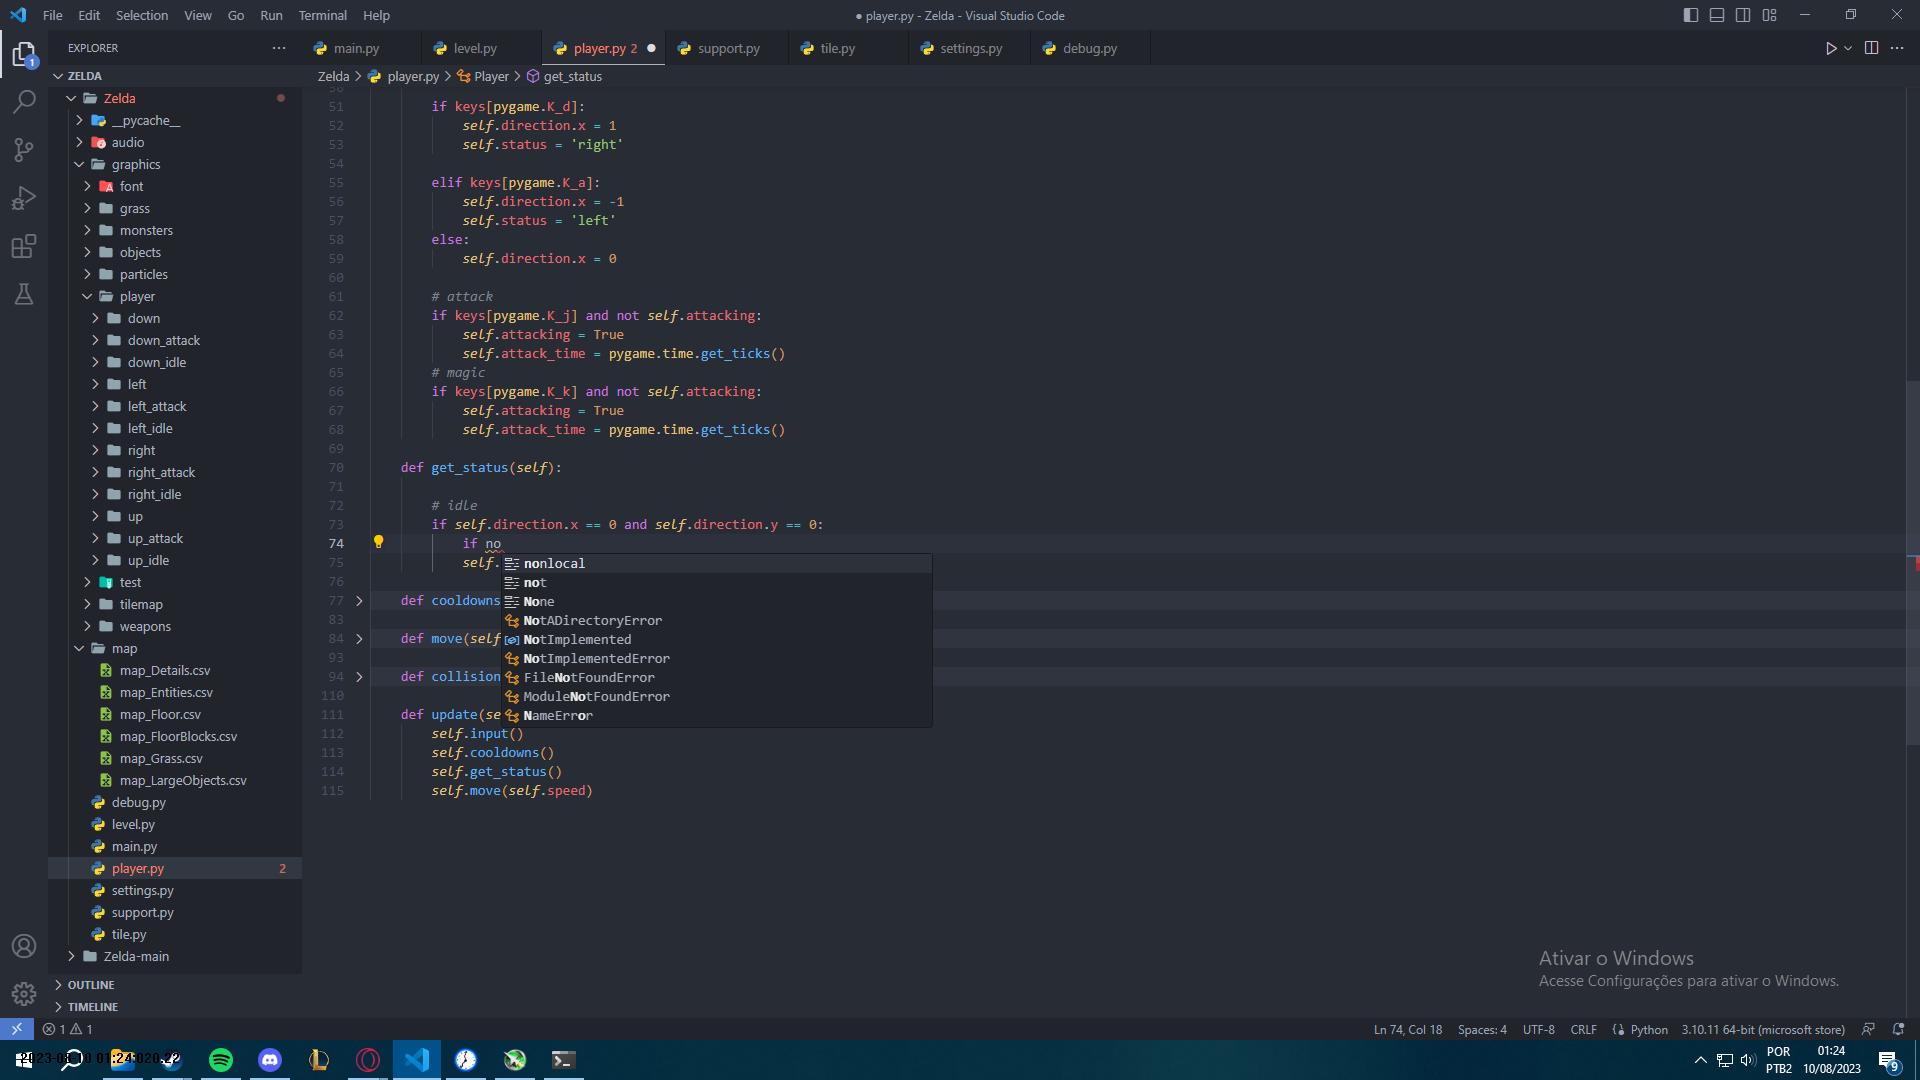 File Edit Selection View Go Run Terminal Help
● player.py - Zelda - Visual Studio Code
EXPLORER
main.py
level.py
player.py 2
support.py
tile.py
settings.py
debug.py
ZELDA
Zelda > player.py > Player > get_status
Zelda
__pycache__
audio
graphics
font
grass
monsters
objects
particles
player
down
down_attack
down_idle
left
left_attack
left_idle
right
right_attack
right_idle
up
up_attack
up_idle
test
tilemap
weapons
map
map_Details.csv
map_Entities.csv
map_Floor.csv
map_FloorBlocks.csv
map_Grass.csv
map_LargeObjects.csv
debug.py
level.py
main.py
player.py 2
settings.py
support.py
tile.py
Zelda-main
OUTLINE
TIMELINE
1
50
51 if keys[pygame.K_d]:
52 self.direction.x = 1
53 self.status = 'right'
54
55 elif keys[pygame.K_a]:
56 self.direction.x = -1
57 self.status = 'left'
58 else:
59 self.direction.x = 0
60
61 # attack
62 if keys[pygame.K_j] and not self.attacking:
63 self.attacking = True
64 self.attack_time = pygame.time.get_ticks()
65 # magic
66 if keys[pygame.K_k] and not self.attacking:
67 self.attacking = True
68 self.attack_time = pygame.time.get_ticks()
69
70 def get_status(self):
71
72 # idle
73 if self.direction.x == 0 and self.direction.y == 0:
74 if no
75 self.
76
77 def cooldowns
83
84 def move(self
93
94 def collision
110
111 def update(se
112 self.input()
113 self.cooldowns()
114 self.get_status()
115 self.move(self.speed)
nonlocal
not
None
NotADirectoryError
NotImplemented
NotImplementedError
FileNotFoundError
ModuleNotFoundError
NameError
Ativar o Windows
Acesse Configurações para ativar o Windows.
1 1
Ln 74, Col 18 Spaces: 4 UTF-8 CRLF Python 3.10.11 64-bit (microsoft store)
POR
PTB2
01:24
10/08/2023
9